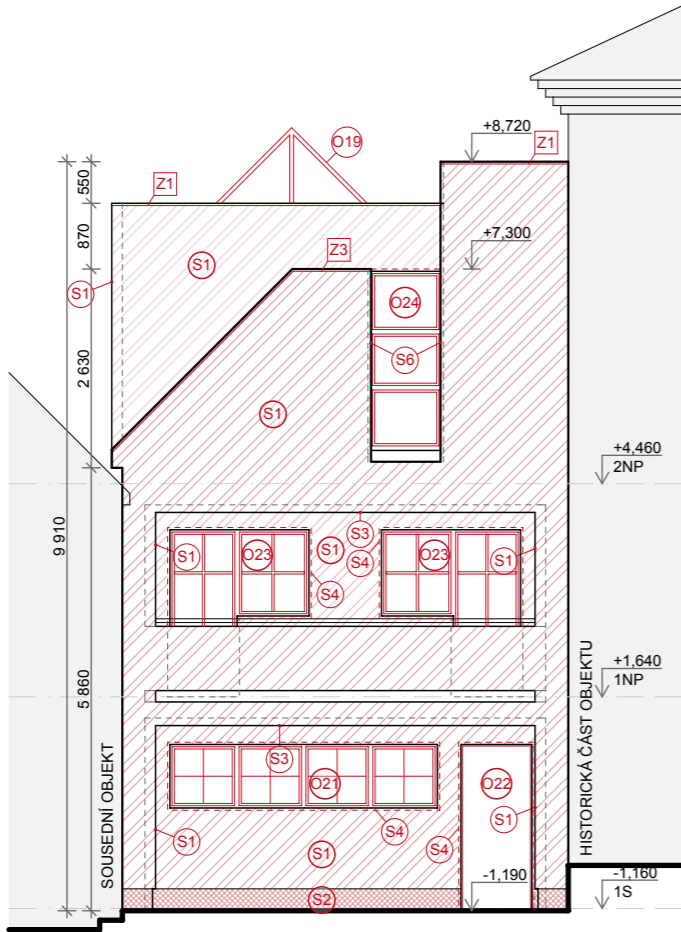 +8,720
Z1
O19
550
Z1
870
+7,300
Z3
S1
S1
O24
2 630
S6
S1
+4,460
2NP
9 910
S3
S1
O23
S1
S4
O23
S1
S4
+1,640
1NP
5 860
S3
O21
O22
S4
S1
S1
S4
S1
SOUSEDNÍ OBJEKT
HISTORICKÁ ČÁST OBJEKTU
-1,190
-1,160
1S
S2